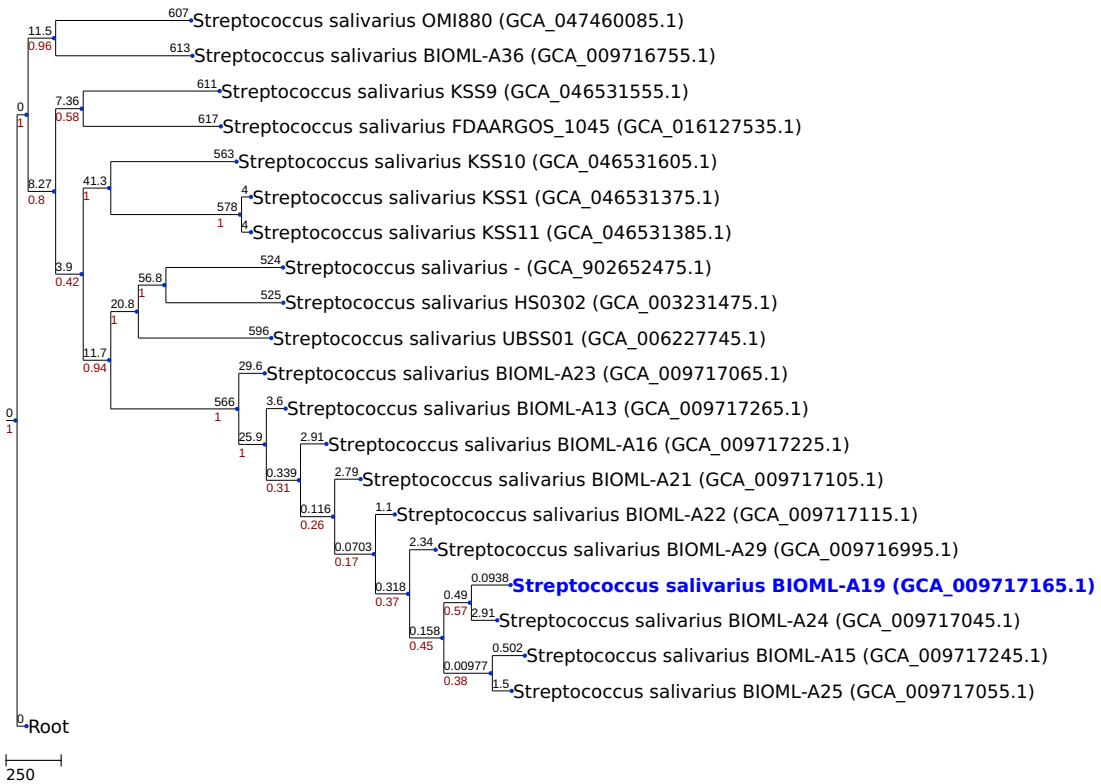 607 Streptococcus salivarius OMI880 (GCA_047460085.1)
11.5
0.96
613 Streptococcus salivarius BIOML-A36 (GCA_009716755.1)
611 Streptococcus salivarius KSS9 (GCA_046531555.1)
7.36
0
0.58
1
617 Streptococcus salivarius FDAARGOS_1045 (GCA_016127535.1)
563 Streptococcus salivarius KSS10 (GCA_046531605.1)
8.27
41.3
0.8
1
4 Streptococcus salivarius KSS1 (GCA_046531375.1)
578
1
4 Streptococcus salivarius KSS11 (GCA_046531385.1)
524 Streptococcus salivarius - (GCA_902652475.1)
3.9
56.8
0.42
1
525 Streptococcus salivarius HS0302 (GCA_003231475.1)
20.8
1
596 Streptococcus salivarius UBSS01 (GCA_006227745.1)
11.7
0.94
29.6 Streptococcus salivarius BIOML-A23 (GCA_009717065.1)
566
3.6 Streptococcus salivarius BIOML-A13 (GCA_009717265.1)
0
1
1
25.9
1
2.91 Streptococcus salivarius BIOML-A16 (GCA_009717225.1)
0.339
0.31
2.79 Streptococcus salivarius BIOML-A21 (GCA_009717105.1)
0.116
0.26
1.1 Streptococcus salivarius BIOML-A22 (GCA_009717115.1)
0.0703
0.17
2.34 Streptococcus salivarius BIOML-A29 (GCA_009716995.1)
0.318
0.37
0.0938 Streptococcus salivarius BIOML-A19 (GCA_009717165.1)
0.49
0.57
2.91 Streptococcus salivarius BIOML-A24 (GCA_009717045.1)
0.158
0.45
0.502 Streptococcus salivarius BIOML-A15 (GCA_009717245.1)
0.00977
0.38
1.5 Streptococcus salivarius BIOML-A25 (GCA_009717055.1)
0 Root
250